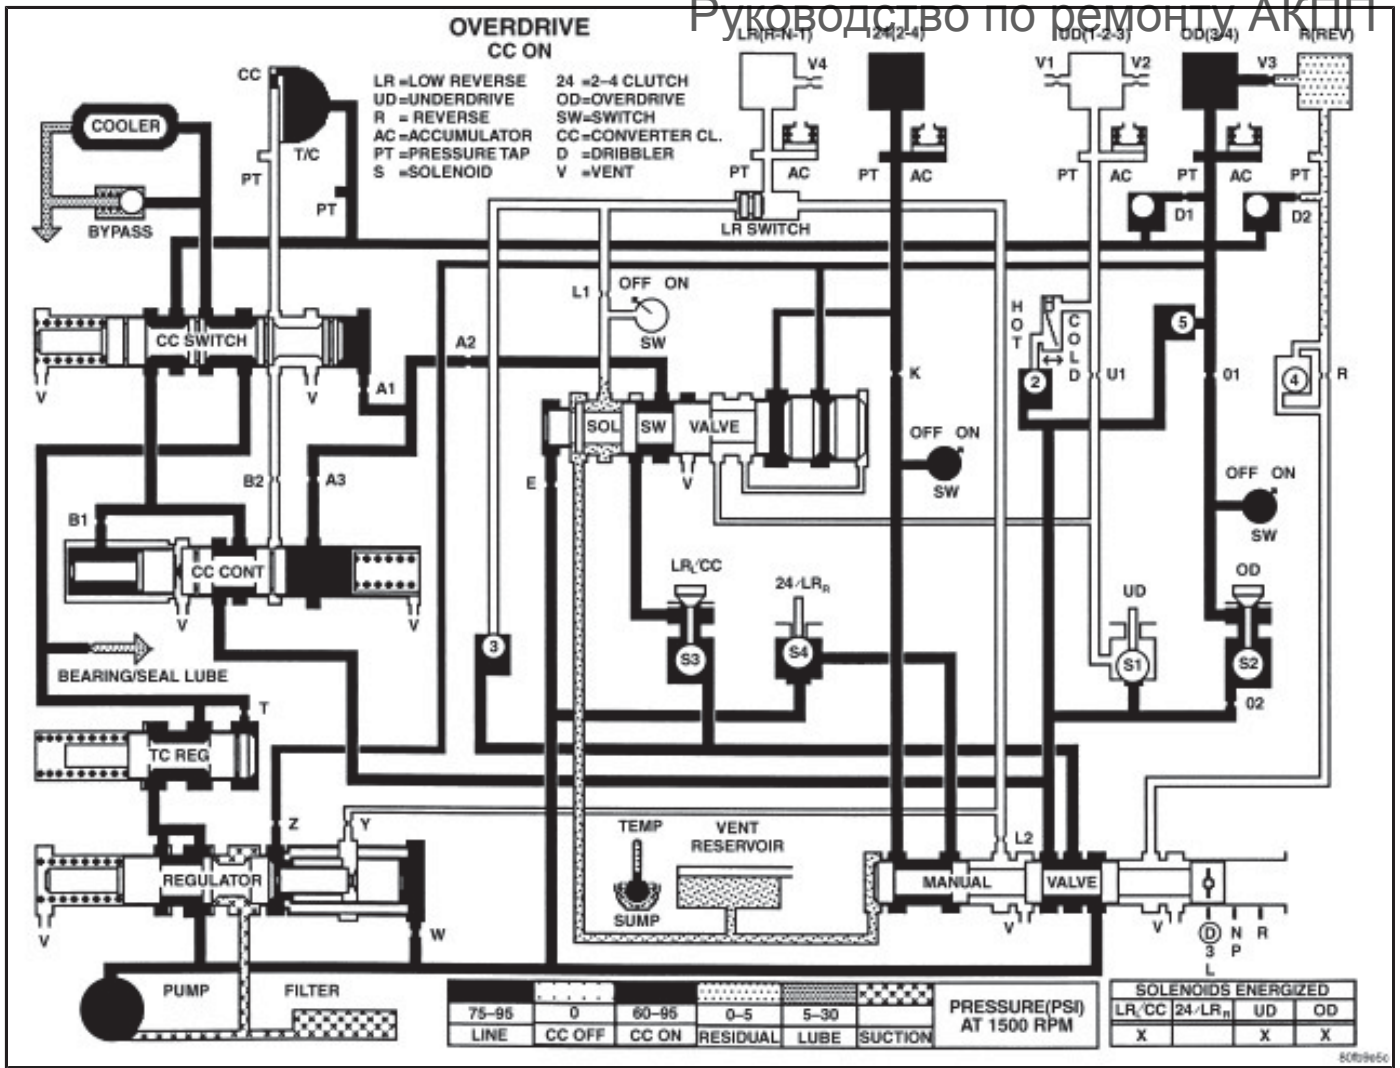 Руководство по ремонту АКПП
OVERDRIVE
CC ON
LR =LOW REVERSE
UD=UNDERDRIVE
R = REVERSE
AC=ACCUMULATOR
PT =PRESSURE TAP
S =SOLENOID
24 =2–4 CLUTCH
OD=OVERDRIVE
SW=SWITCH
CC=CONVERTER CL.
D =DRIBBLER
V =VENT
LR(R-N-1)
24(2-4)
UD(1-2-3)
OD(3-4)
R(REV)
V4
V1
V2
V3
CC
COOLER
T/C
PT
PT
BYPASS
PT
AC
PT
AC
PT
AC
PT
AC
PT
D1
D2
LR SWITCH
L1
OFF ON
SW
HOT
COLD
5
CC SWITCH
V
V
A1
A2
K
2
U1
01
4
R
SOL
SW
VALVE
V
OFF ON
SW
E
B2
A3
B1
OFF ON
SW
CC CONT
V
V
LRL/CC
24/LRR
UD
OD
3
S3
S4
S1
S2
02
BEARING/SEAL LUBE
T
TC REG
Z
Y
TEMP
VENT
RESERVOIR
L2
REGULATOR
V
W
SUMP
MANUAL
VALVE
V
V
D
3
L
N
P
R
PUMP
FILTER
75–95
0
60–95
0–5
5–30
LINE
CC OFF
CC ON
RESIDUAL
LUBE
SUCTION
PRESSURE(PSI)
AT 1500 RPM
SOLENOIDS ENERGIZED
LRL/CC
24/LRR
UD
OD
X
X
X
80fb9e5c